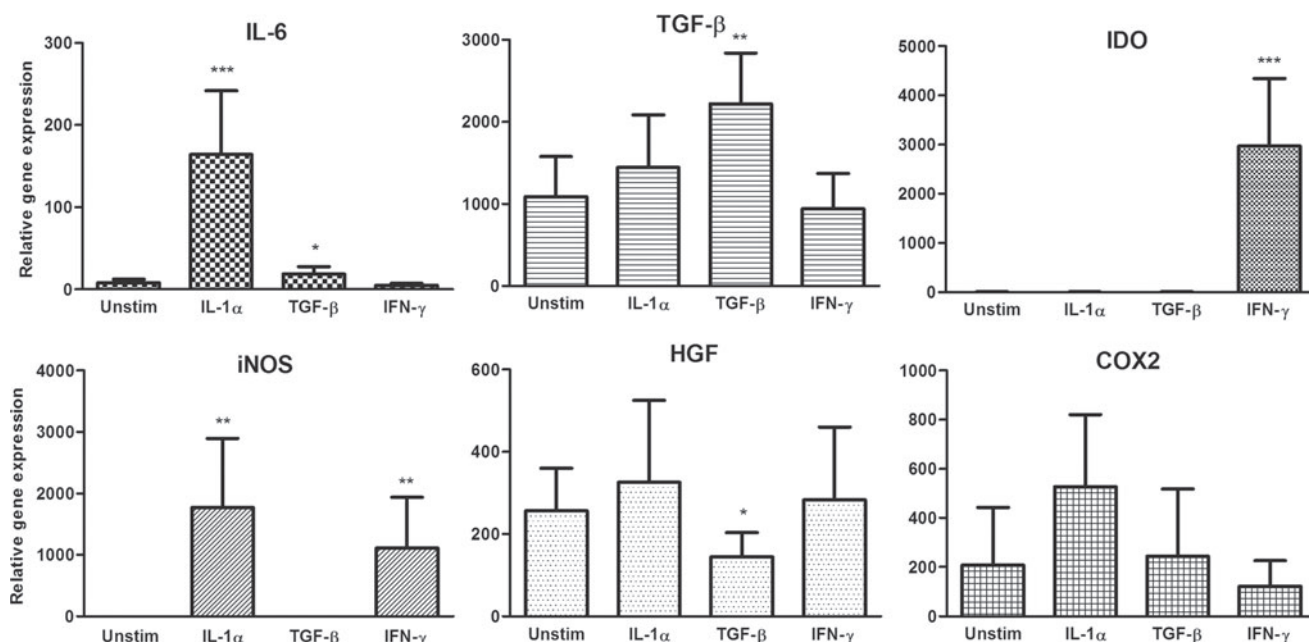 IL-6
Relative gene expression
300
200
100
0
***
*
Unstim IL-1α TGF-β IFN-γ
TGF-β
3000
2000
1000
0
**
Unstim IL-1α TGF-β IFN-γ
IDO
5000
4000
3000
2000
1000
0
***
Unstim IL-1α TGF-β IFN-γ
iNOS
Relative gene expression
4000
3000
2000
1000
0
**
**
Unstim IL-1α TGF-β IFN-γ
HGF
600
400
200
0
*
Unstim IL-1α TGF-β IFN-γ
COX2
1000
800
600
400
200
0
Unstim IL-1α TGF-β IFN-γ